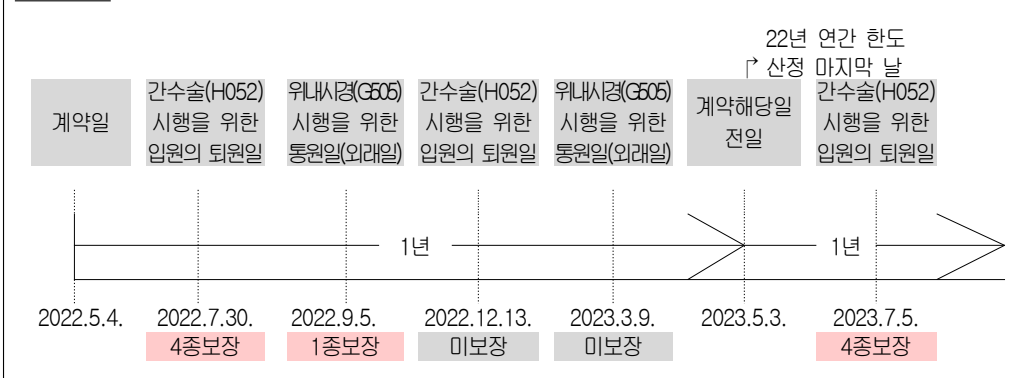 22년 연간 한도
산정 마지막 날
계약일
간수술(H052)
시행을 위한
입원의 퇴원일
위내시경(G505)
시행을 위한
통원일(외래일)
간수술(H052)
시행을 위한
입원의 퇴원일
위내시경(G505)
시행을 위한
통원일(외래일)
계약해당일
전일
간수술(H052)
시행을 위한
입원의 퇴원일
1년
1년
2022.5.4.
2022.7.30.
2022.9.5.
2022.12.13.
2023.3.9.
2023.5.3.
2023.7.5.
4종보장
1종보장
미보장
미보장
4종보장